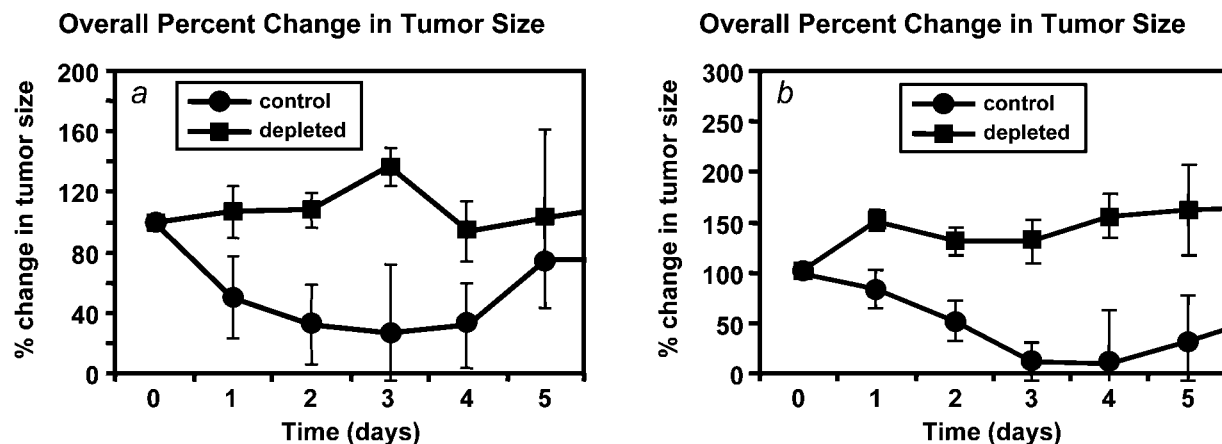 Overall Percent Change in Tumor Size
% change in tumor size
200
160
120
80
40
0
a
control
depleted
0 1 2 3 4 5
Time (days)
Overall Percent Change in Tumor Size
% change in tumor size
300
250
200
150
100
50
0
b
control
depleted
0 1 2 3 4 5
Time (days)